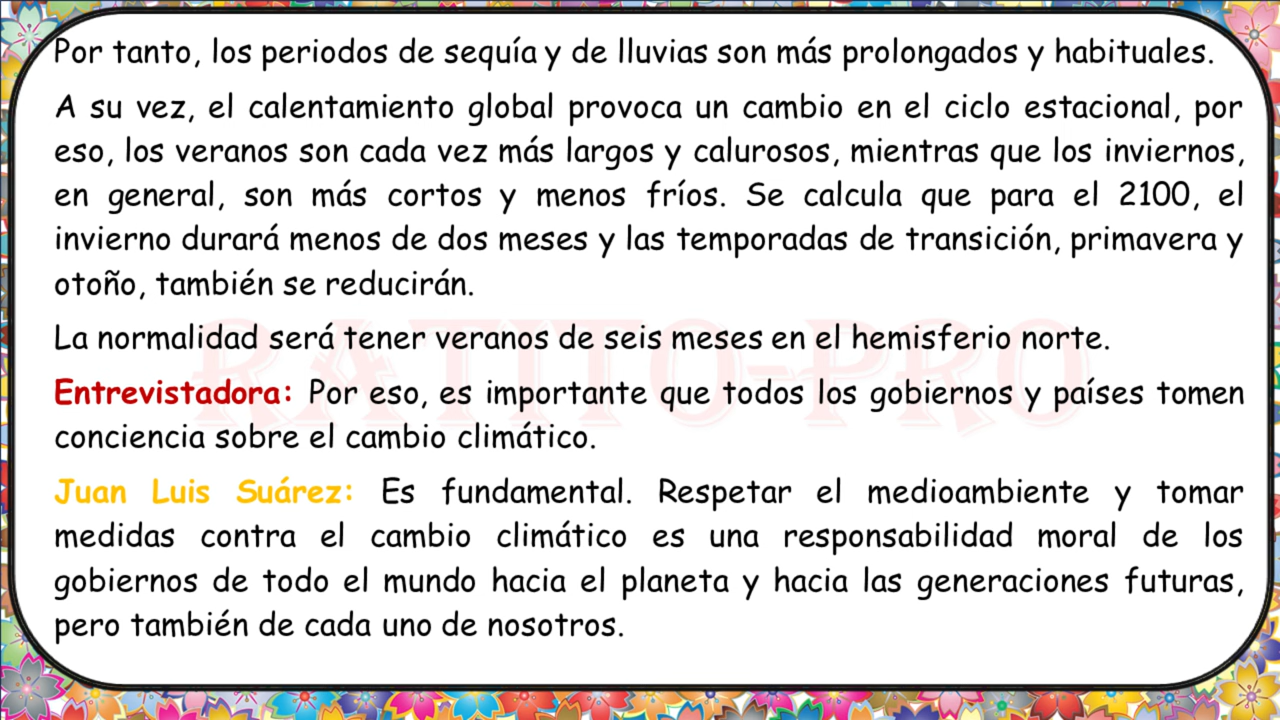 Por tanto, los periodos de sequía y de lluvias son más prolongados y habituales.
A su vez, el calentamiento global provoca un cambio en el ciclo estacional, por
eso, los veranos son cada vez más largos y calurosos, mientras que los inviernos,
en general, son más cortos y menos fríos. Se calcula que para el 2100, el
invierno durará menos de dos meses y las temporadas de transición, primavera y
otoño, también se reducirán.
La normalidad será tener veranos de seis meses en el hemisferio norte.
RATITO-PRO
Entrevistadora: Por eso, es importante que todos los gobiernos y países tomen
conciencia sobre el cambio climático.
Juan Luis Suárez: Es fundamental. Respetar el medioambiente y tomar
medidas contra el cambio climático es una responsabilidad moral de los
gobiernos de todo el mundo hacia el planeta y hacia las generaciones futuras,
pero también de cada uno de nosotros.